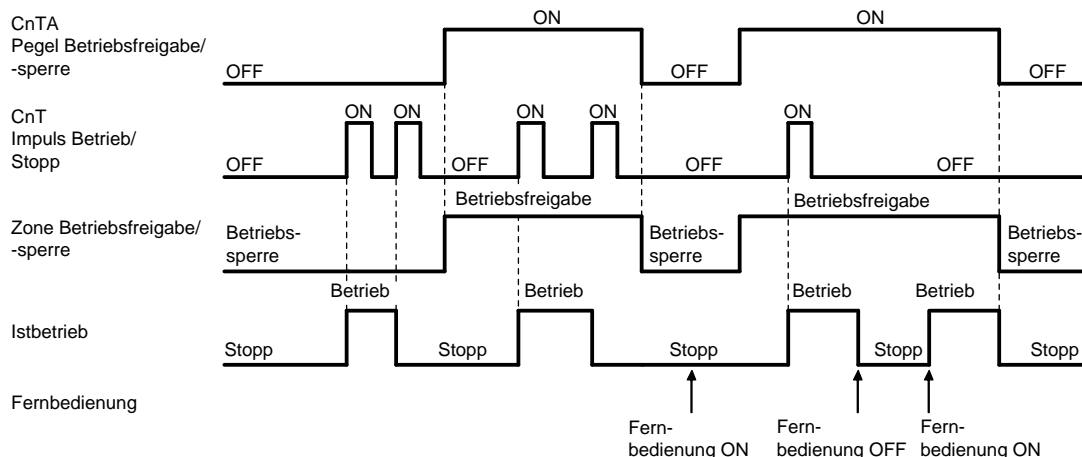 CnTA
Pegel Betriebsfreigabe/
-sperre
ON
ON
OFF
OFF
OFF
CnT
Impuls Betrieb/
Stopp
ON
ON
ON
ON
ON
OFF
OFF
OFF
OFF
Betriebsfreigabe
Betriebsfreigabe
Zone Betriebsfreigabe/
-sperre
Betriebs-
sperre
Betriebs-
sperre
Betriebs-
sperre
Betrieb
Betrieb
Betrieb
Betrieb
Istbetrieb
Stopp
Stopp
Stopp
Stopp
Stopp
Fernbedienung
Fern-
bedienung ON
Fern-
bedienung OFF
Fern-
bedienung ON